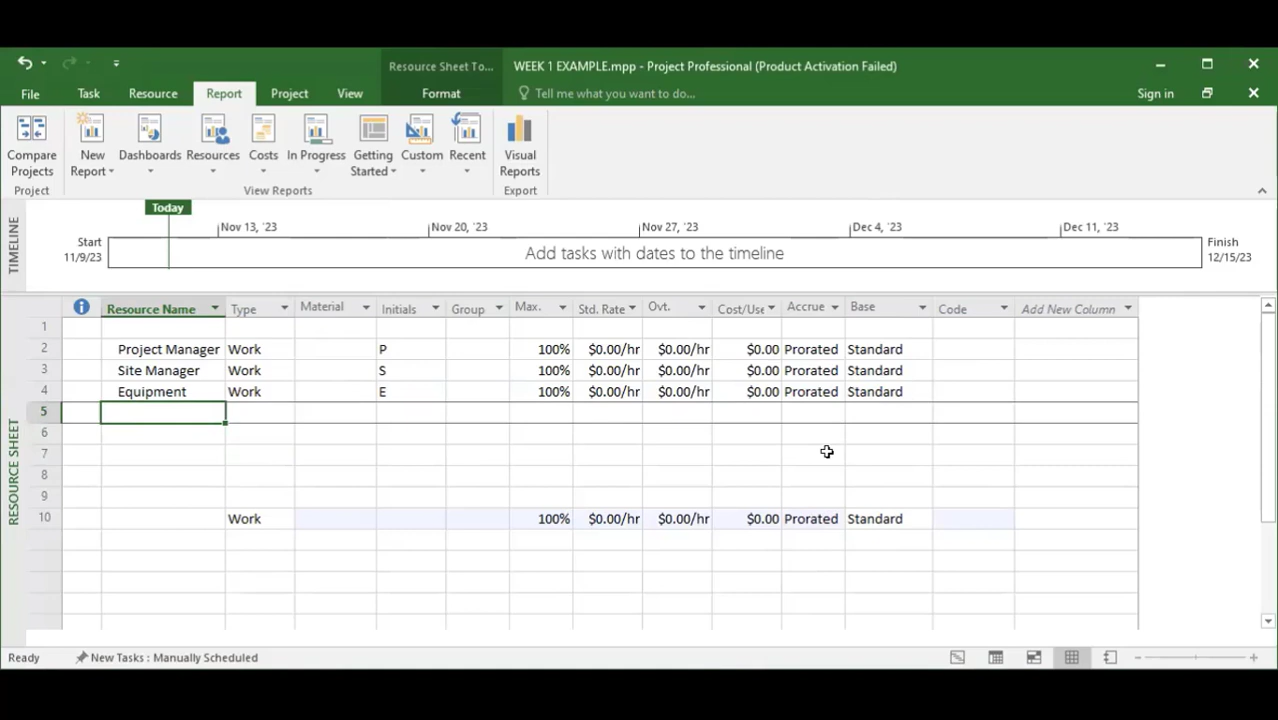 Resource Sheet To...
WEEK 1 EXAMPLE.mpp - Project Professional (Product Activation Failed)
File Task Resource Report Project View Format Tell me what you want to do... Sign in
Compare Projects
New Report
Dashboards
Resources
Costs
In Progress
Getting Started
Custom
Recent
Visual Reports
Project View Reports Export
Today
TIMELINE
Nov 13, '23 Nov 20, '23 Nov 27, '23 Dec 4, '23 Dec 11, '23
Start
11/9/23
Add tasks with dates to the timeline
Finish
12/15/23
RESOURCE SHEET
Resource Name Type Material Initials Group Max. Std. Rate Ovt. Cost/Use Accrue Base Code Add New Column
1
2 Project Manager Work P 100% $0.00/hr $0.00/hr $0.00 Prorated Standard
3 Site Manager Work S 100% $0.00/hr $0.00/hr $0.00 Prorated Standard
4 Equipment Work E 100% $0.00/hr $0.00/hr $0.00 Prorated Standard
5
6
7
8
9
10 Work 100% $0.00/hr $0.00/hr $0.00 Prorated Standard
Ready New Tasks : Manually Scheduled